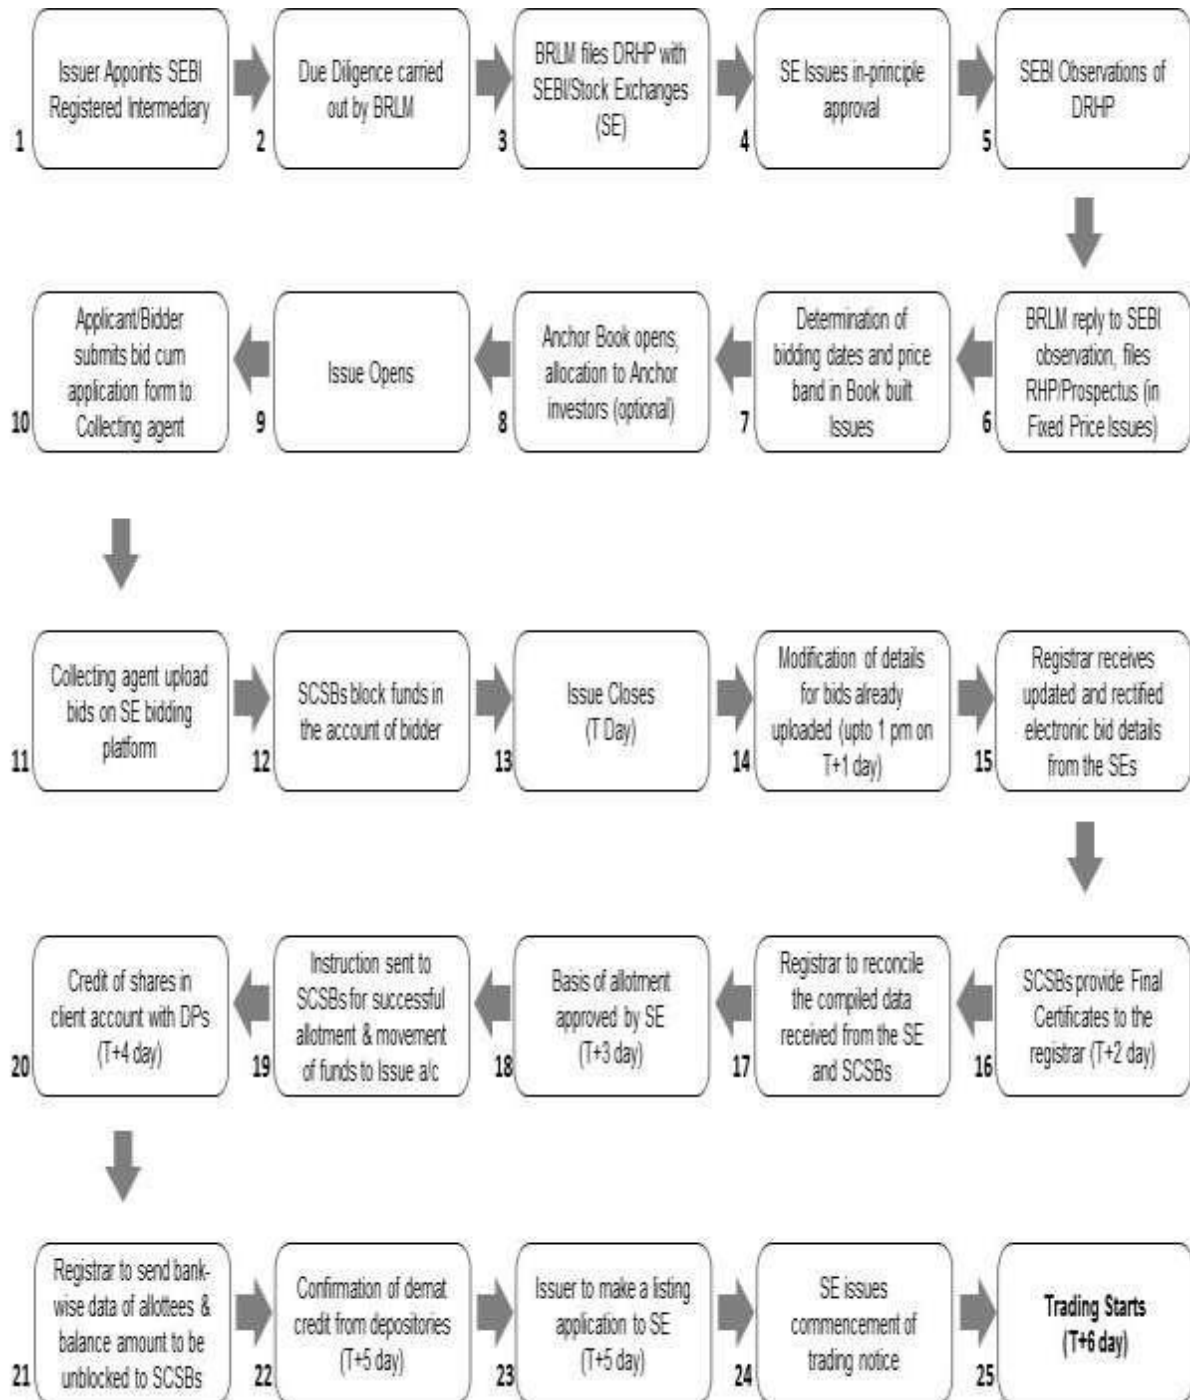 Issuer Appoints SEBI
Registered Intermediary
1
Due Diligence carried
out by BRLM
2
BRLM files DRHP with
SEBI/Stock Exchanges
(SE)
3
SE Issues in-principle
approval
4
SEBI Observations of
DRHP
5
BRLM reply to SEBI
observation, files
RHP/Prospectus (in
Fixed Price Issues)
6
Determination of
bidding dates and price
band in Book built
Issues
7
Anchor Book opens,
allocation to Anchor
investors (optional)
8
Issue Opens
9
Applicant/Bidder
submits bid cum
application form to
Collecting agent
10
Collecting agent upload
bids on SE bidding
platform
11
SCSBs block funds in
the account of bidder
12
Issue Closes
(T Day)
13
Modification of details
for bids already
uploaded (upto 1 pm on
T+1 day)
14
Registrar receives
updated and rectified
electronic bid details
from the SEs
15
SCSBs provide Final
Certificates to the
registrar (T+2 day)
16
Registrar to reconcile
the compiled data
received from the SE
and SCSBs
17
Basis of allotment
approved by SE
(T+3 day)
18
Instruction sent to
SCSBs for successful
allotment & movement
of funds to Issue a/c
19
Credit of shares in
client account with DPs
(T+4 day)
20
Registrar to send bank-
wise data of allottees &
balance amount to be
unblocked to SCSBs
21
Confirmation of demat
credit from depositories
(T+5 day)
22
Issuer to make a listing
application to SE
(T+5 day)
23
SE issues
commencement of
trading notice
24
Trading Starts
(T+6 day)
25